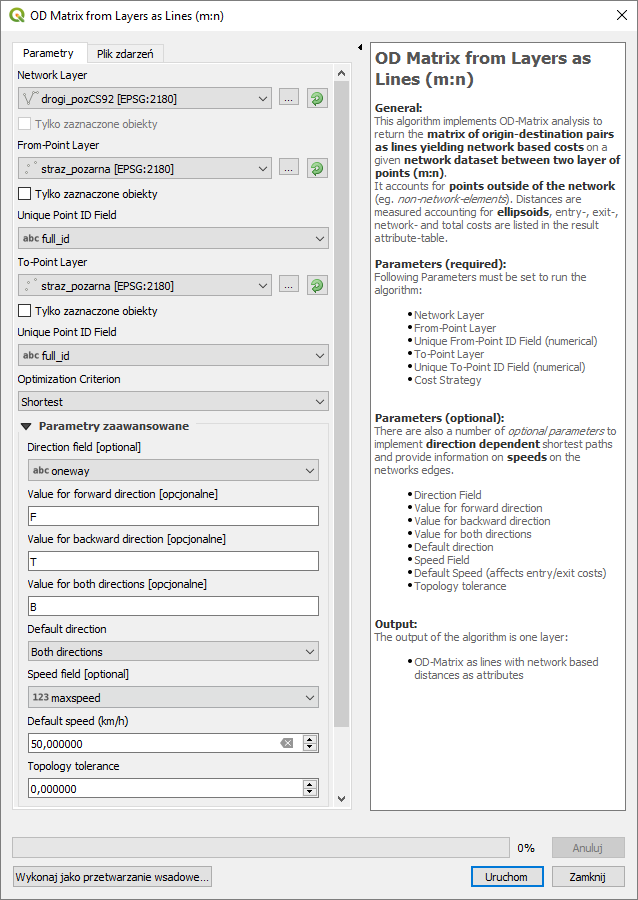 OD Matrix from Layers as Lines (m:n)
Parametry
Plik zdarzeń
Network Layer
drogi_pozCS92 [EPSG:2180]
...
Tylko zaznaczone obiekty
From-Point Layer
straz_pozarna [EPSG:2180]
...
Tylko zaznaczone obiekty
Unique Point ID Field
abc full_id
To-Point Layer
straz_pozarna [EPSG:2180]
...
Tylko zaznaczone obiekty
Unique Point ID Field
abc full_id
Optimization Criterion
Shortest
Parametry zaawansowane
Direction field [optional]
abc oneway
Value for forward direction [opcjonalne]
F
Value for backward direction [opcjonalne]
T
Value for both directions [opcjonalne]
B
Default direction
Both directions
Speed field [optional]
123 maxspeed
Default speed (km/h)
50,000000
Topology tolerance
0,000000
OD Matrix from Layers as
Lines (m:n)
General:
This algorithm implements OD-Matrix analysis to
return the matrix of origin-destination pairs
as lines yielding network based costs on a
given network dataset between two layer of
points (m:n).
It accounts for points outside of the network
(eg. non-network-elements). Distances are
measured accounting for ellipsoids, entry-, exit-,
network- and total costs are listed in the result
attribute-table.
Parameters (required):
Following Parameters must be set to run the
algorithm:
• Network Layer
• From-Point Layer
• Unique From-Point ID Field (numerical)
• To-Point Layer
• Unique To-Point ID Field (numerical)
• Cost Strategy
Parameters (optional):
There are also a number of optional parameters to
implement direction dependent shortest paths
and provide information on speeds on the
networks edges.
• Direction Field
• Value for forward direction
• Value for backward direction
• Value for both directions
• Default direction
• Speed Field
• Default Speed (affects entry/exit costs)
• Topology tolerance
Output:
The output of the algorithm is one layer:
• OD-Matrix as lines with network based
distances as attributes
0%
Anuluj
Wykonaj jako przetwarzanie wsadowe...
Uruchom
Zamknij